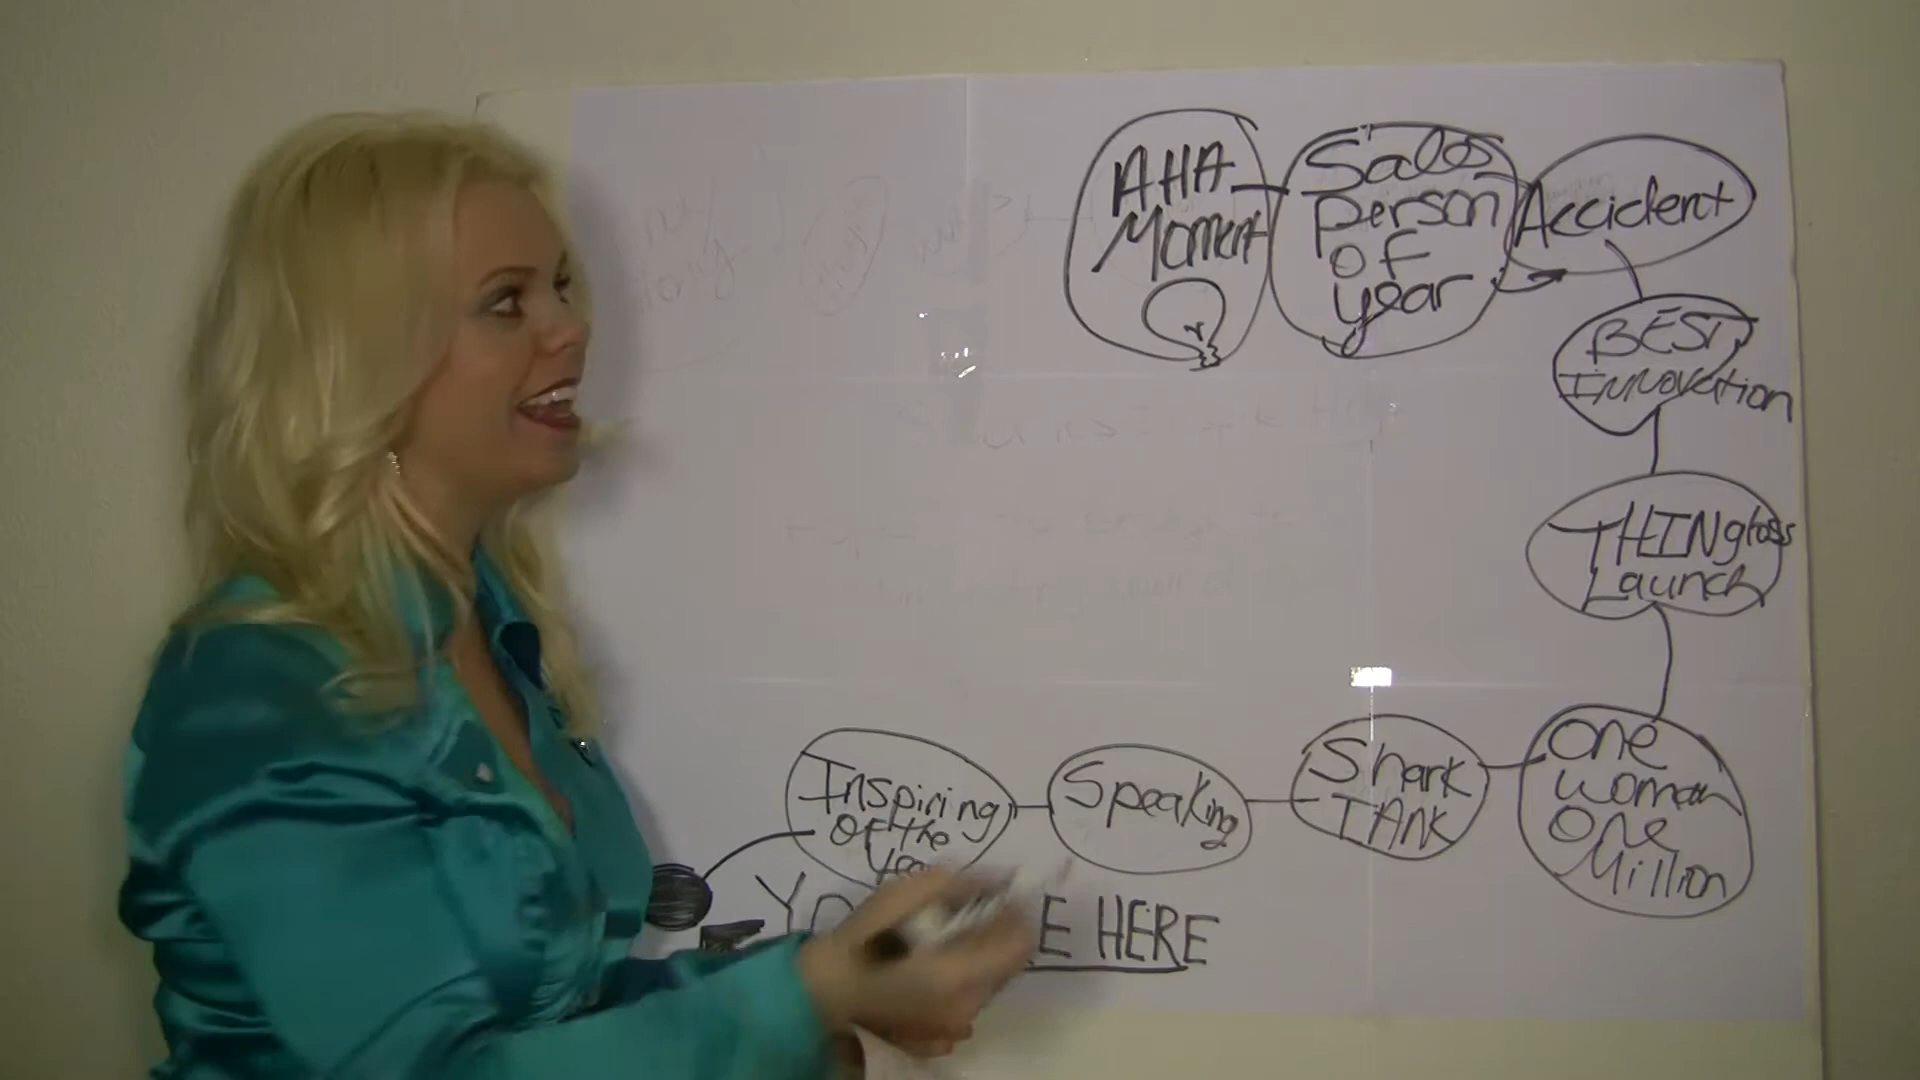 AHA
Moment
Sales
person
of
year
Accident
BEST
Innovation
THINgloss
Launch
one
woman
one
Million
Shark
TANK
Speaking
Inspiring
of the
HERE